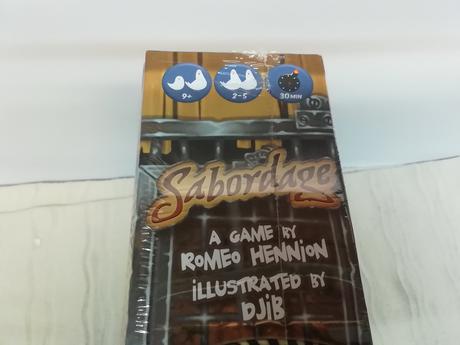 9+
2-5
30 MIN
Sabordage
A GAME BY
ROMEO HENNION
iLLUSTRATED BY
DJiB